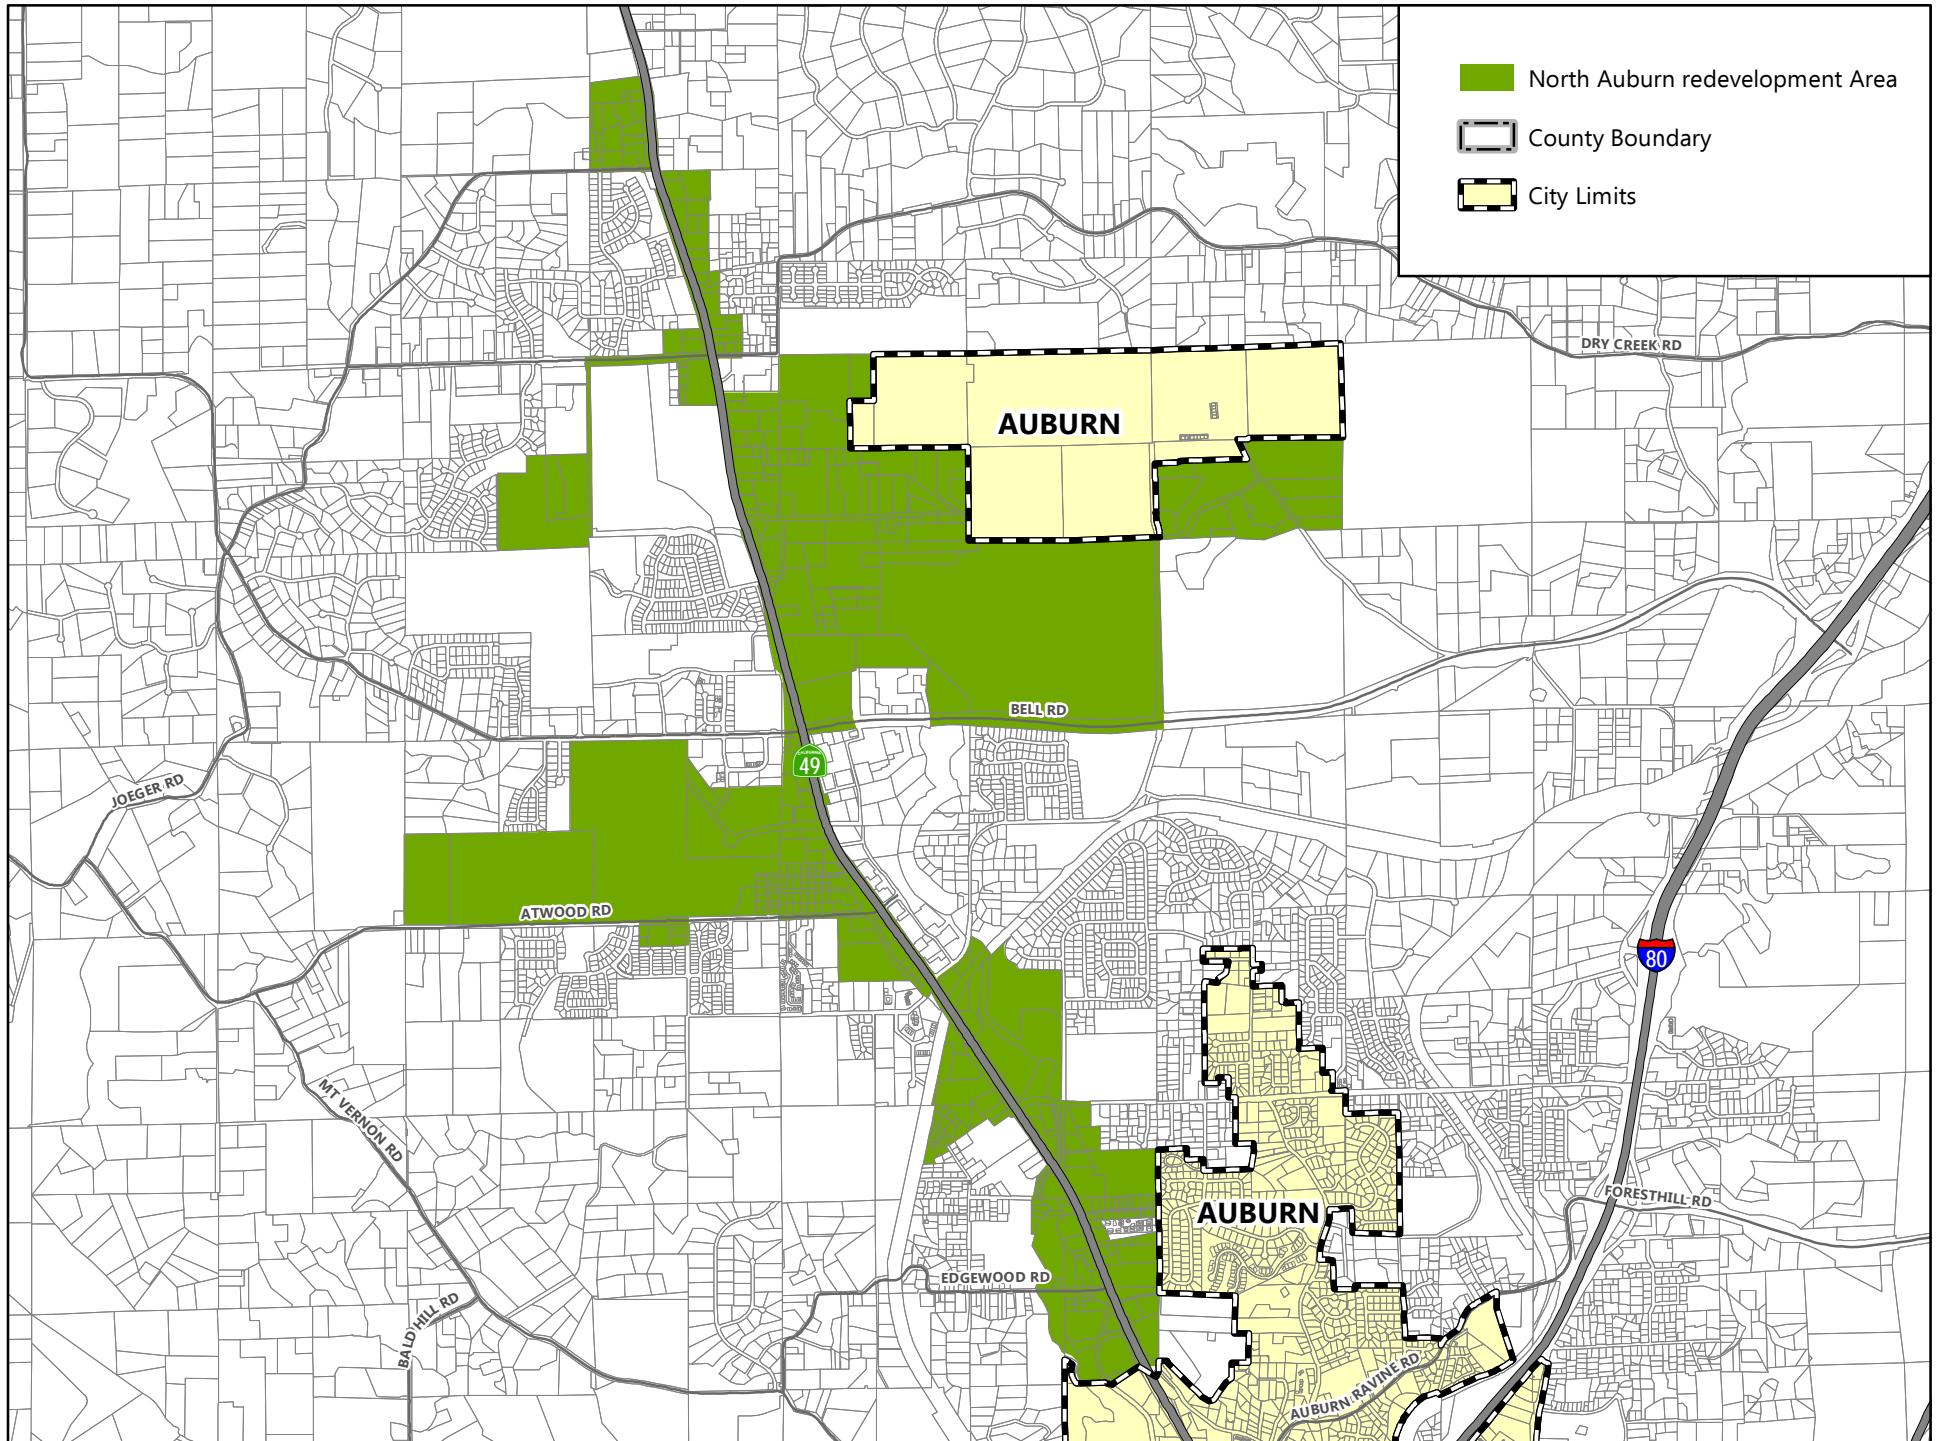 North Auburn redevelopment Area
County Boundary
City Limits
DRY CREEK RD
AUBURN
BELL RD
CALIFORNIA
49
JOEGER RD
ATWOOD RD
80
MT VERNON RD
FORESTHILL RD
AUBURN
EDGEWOOD RD
BALD HILL RD
AUBURN RAVINE RD